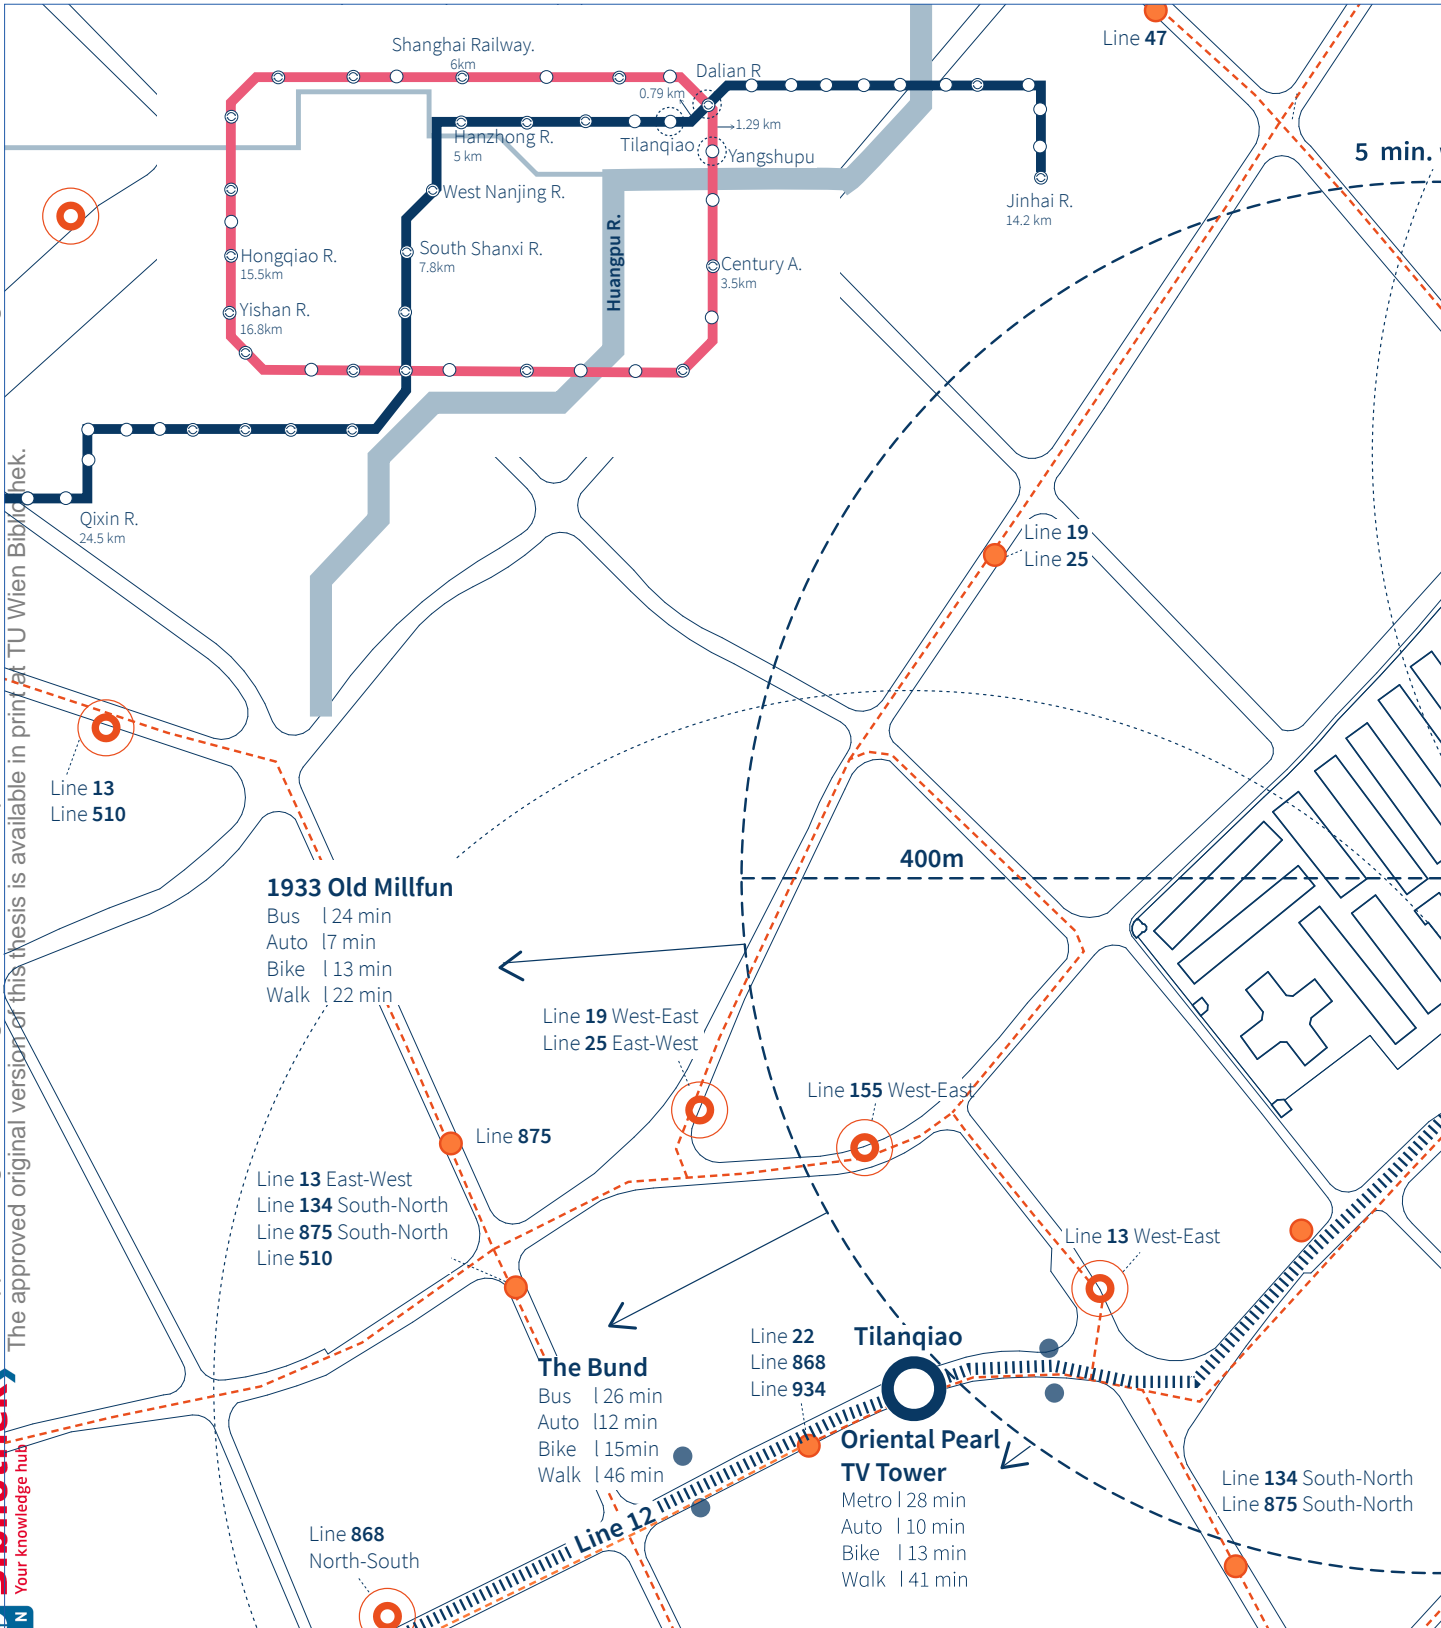 Shanghai Railway.
6km
Dalian R
0.79 km
1.29 km
Hanzhong R.
5 km
Tilanqiao
Yangshupu
West Nanjing R.
Jinhai R.
14.2 km
Huangpu R.
South Shanxi R.
7.8km
Hongqiao R.
15.5km
Century A.
3.5km
Yishan R.
16.8km
Qixin R.
24.5 km
Line 47
5 min.
Line 19
Line 25
Line 13
Line 510
400m
1933 Old Millfun
Bus l 24 min
Auto l7 min
Bike l 13 min
Walk l 22 min
Line 19 West-East
Line 25 East-West
Line 155 West-East
Line 875
Line 13 East-West
Line 134 South-North
Line 875 South-North
Line 510
Line 13 West-East
Line 22
Line 868
Line 934
Tilanqiao
The Bund
Bus l 26 min
Auto l12 min
Bike l 15min
Walk l 46 min
Oriental Pearl
TV Tower
Metro l 28 min
Auto l 10 min
Bike l 13 min
Walk l 41 min
Line 134 South-North
Line 875 South-North
Line 12
Line 868
North-South
The approved original version of this thesis is available in print at TU Wien Bibliothek.
Your knowledge hub
N